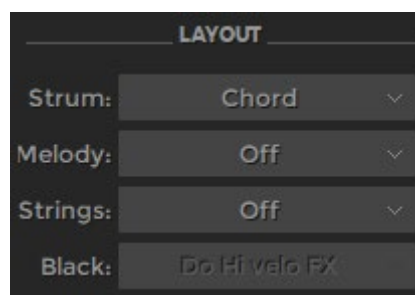 LAYOUT
Strum: Chord
Melody: Off
Strings: Off
Black: Do Hi velo FX